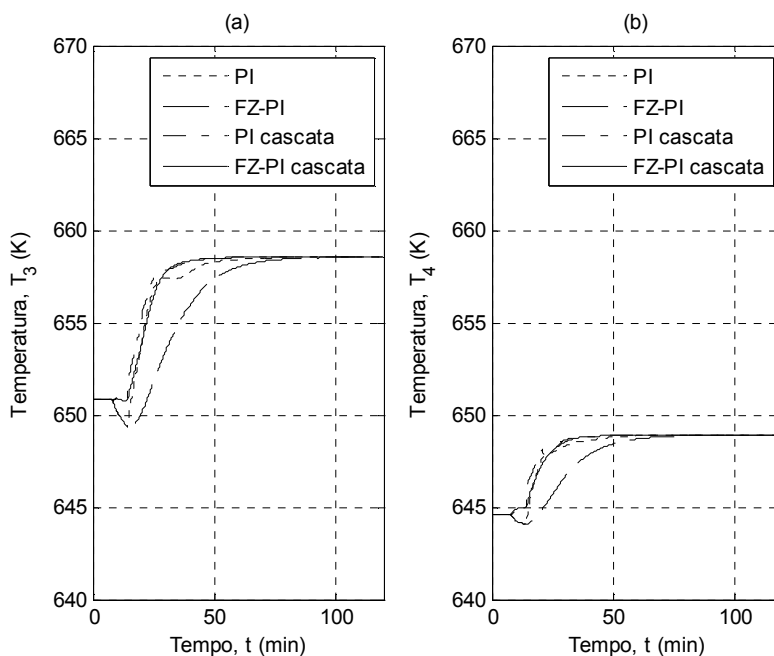 (a)
670
665
660
655
650
645
640
0
50
100
Temperatura, T3 (K)
Tempo, t (min)
PI
FZ-PI
PI cascata
FZ-PI cascata
(b)
670
665
660
655
650
645
640
0
50
100
Temperatura, T4 (K)
Tempo, t (min)
PI
FZ-PI
PI cascata
FZ-PI cascata